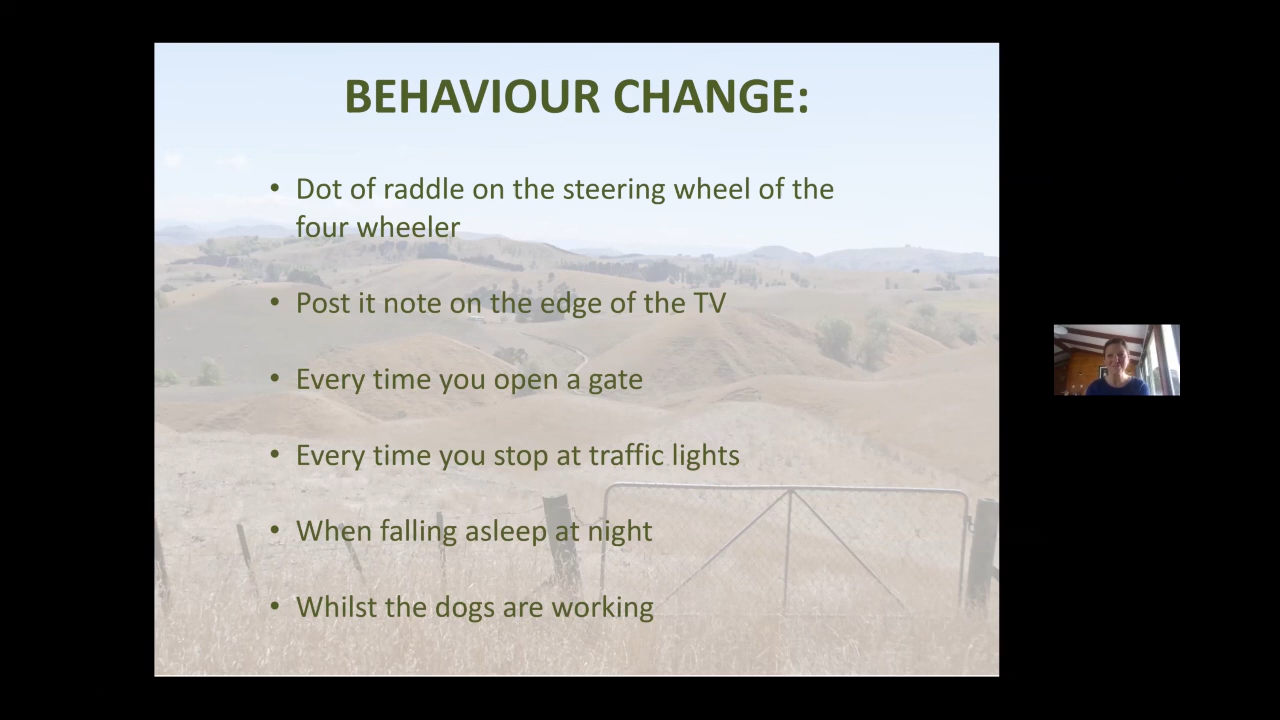 BEHAVIOUR CHANGE:
• Dot of raddle on the steering wheel of the
four wheeler
• Post it note on the edge of the TV
• Every time you open a gate
• Every time you stop at traffic lights
• When falling asleep at night
• Whilst the dogs are working